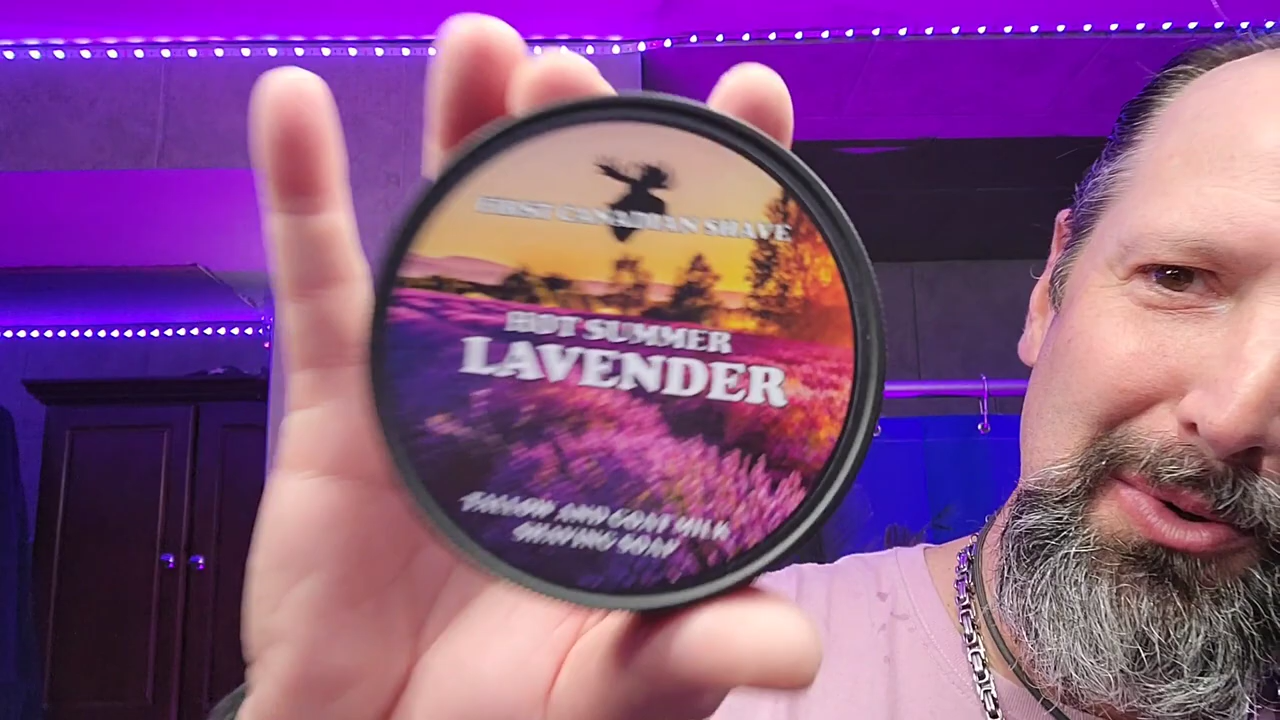 FIRST CANADIAN SHAVE
HOT SUMMER
LAVENDER
TALLOW AND GOAT MILK
SHAVING SOAP